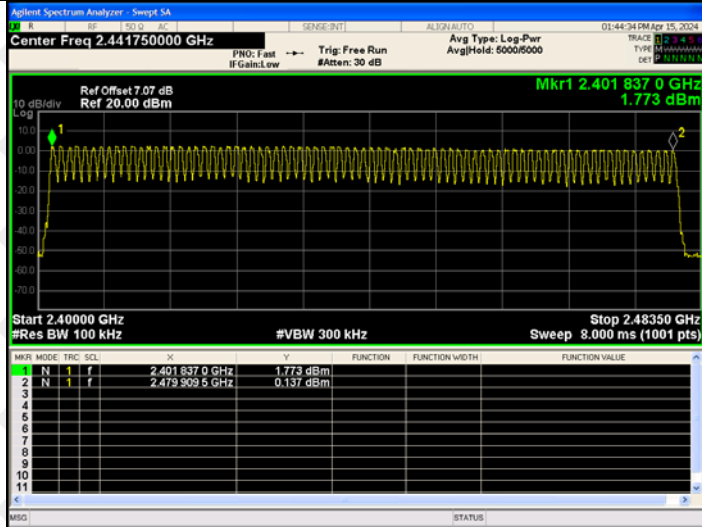 Agilent Spectrum Analyzer - Swept SA
R RF 50 Ω AC SENSE:INT ALIGNAUTO 01:44:34 PM Apr 15, 2024
Center Freq 2.441750000 GHz
PNO: Fast
IFGain:Low
Trig: Free Run
#Atten: 30 dB
Avg Type: Log-Pwr
Avg|Hold: 5000/5000
TRACE 1 2 3 4 5 6
TYPE M
DET P N N N N N
Mkr1 2.401 837 0 GHz
1.773 dBm
Ref Offset 7.07 dB
10 dB/div Ref 20.00 dBm
Log
10.0
0.00
-10.0
-20.0
-30.0
-40.0
-50.0
-60.0
-70.0
1
2
Start 2.40000 GHz Stop 2.48350 GHz
#Res BW 100 kHz #VBW 300 kHz Sweep 8.000 ms (1001 pts)
MKR MODE TRC SCL X Y FUNCTION FUNCTION WIDTH FUNCTION VALUE
1 N 1 f 2.401 837 0 GHz 1.773 dBm
2 N 1 f 2.479 909 5 GHz 0.137 dBm
3
4
5
6
7
8
9
10
11
MSG STATUS